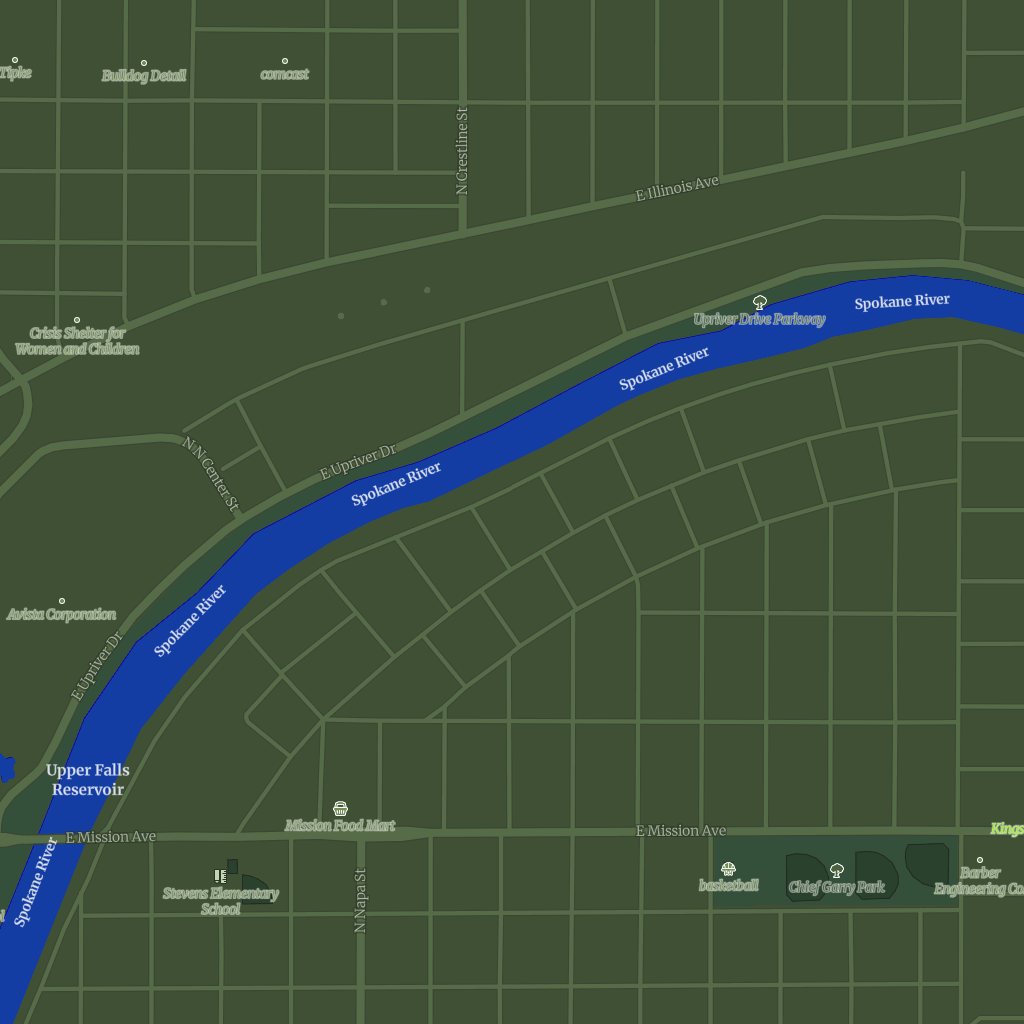 Tipke
Bulldog Detail
comcast
N Crestline St
E Illinois Ave
Upriver Drive Parkway
Spokane River
Crisis Shelter for
Women and Children
Spokane River
N N Center St
E Upriver Dr
Spokane River
Avista Corporation
Spokane River
E Upriver Dr
Upper Falls
Reservoir
Mission Food Mart
E Mission Ave
E Mission Ave
Kings
Spokane River
Stevens Elementary
School
N Napa St
basketball
Chief Garry Park
Barber
Engineering Co